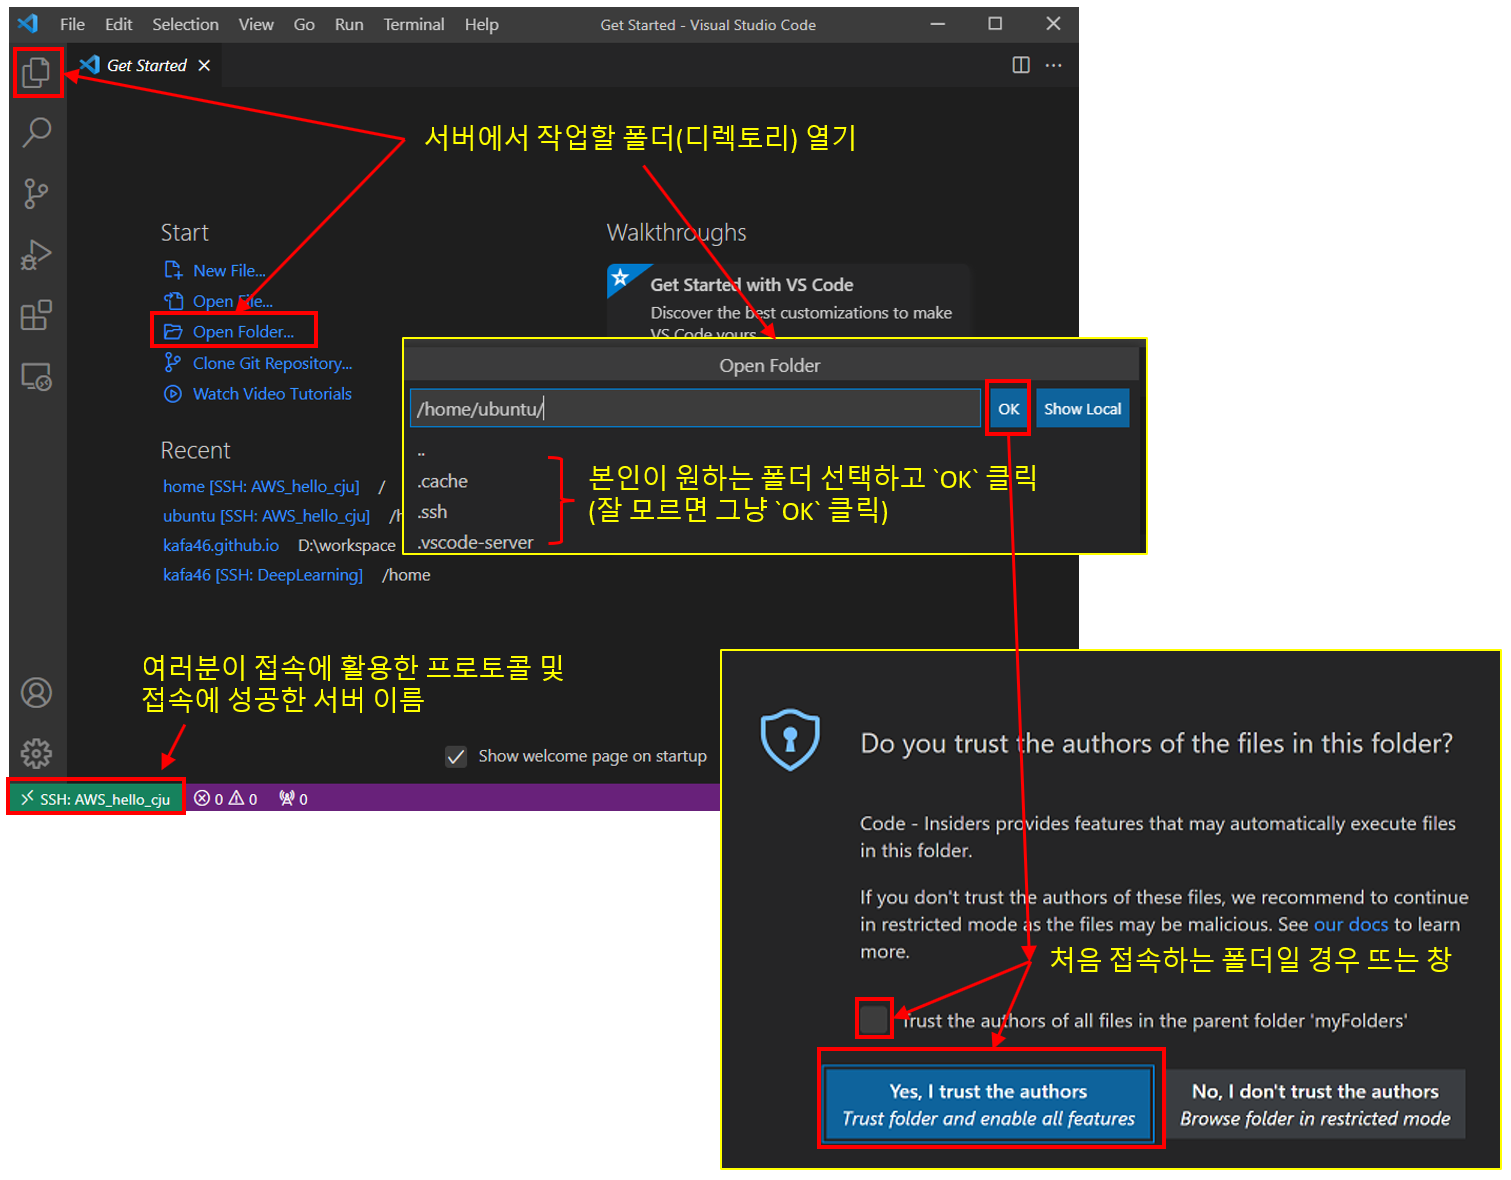 File Edit Selection View Go Run Terminal Help Get Started - Visual Studio Code
Get Started
서버에서 작업할 폴더(디렉토리) 열기
Start
New File...
Open File...
Open Folder...
Clone Git Repository...
Watch Video Tutorials
Walkthroughs
Get Started with VS Code
Discover the best customizations to make
VS Code yours.
Recent
home [SSH: AWS_hello_cju] /
ubuntu [SSH: AWS_hello_cju]
kafa46.github.io D:\workspace
kafa46 [SSH: DeepLearning] /home
Open Folder
/home/ubuntu/
OK
Show Local
..
.cache
.ssh
.vscode-server
본인이 원하는 폴더 선택하고 `OK` 클릭
(잘 모르면 그냥 `OK` 클릭)
여러분이 접속에 활용한 프로토콜 및
접속에 성공한 서버 이름
Show welcome page on startup
SSH: AWS_hello_cju 0 0 0
Do you trust the authors of the files in this folder?
Code - Insiders provides features that may automatically execute files
in this folder.
If you don't trust the authors of these files, we recommend to continue
in restricted mode as the files may be malicious. See our docs to learn
more.
처음 접속하는 폴더일 경우 뜨는 창
Trust the authors of all files in the parent folder 'myFolders'
Yes, I trust the authors
Trust folder and enable all features
No, I don't trust the authors
Browse folder in restricted mode